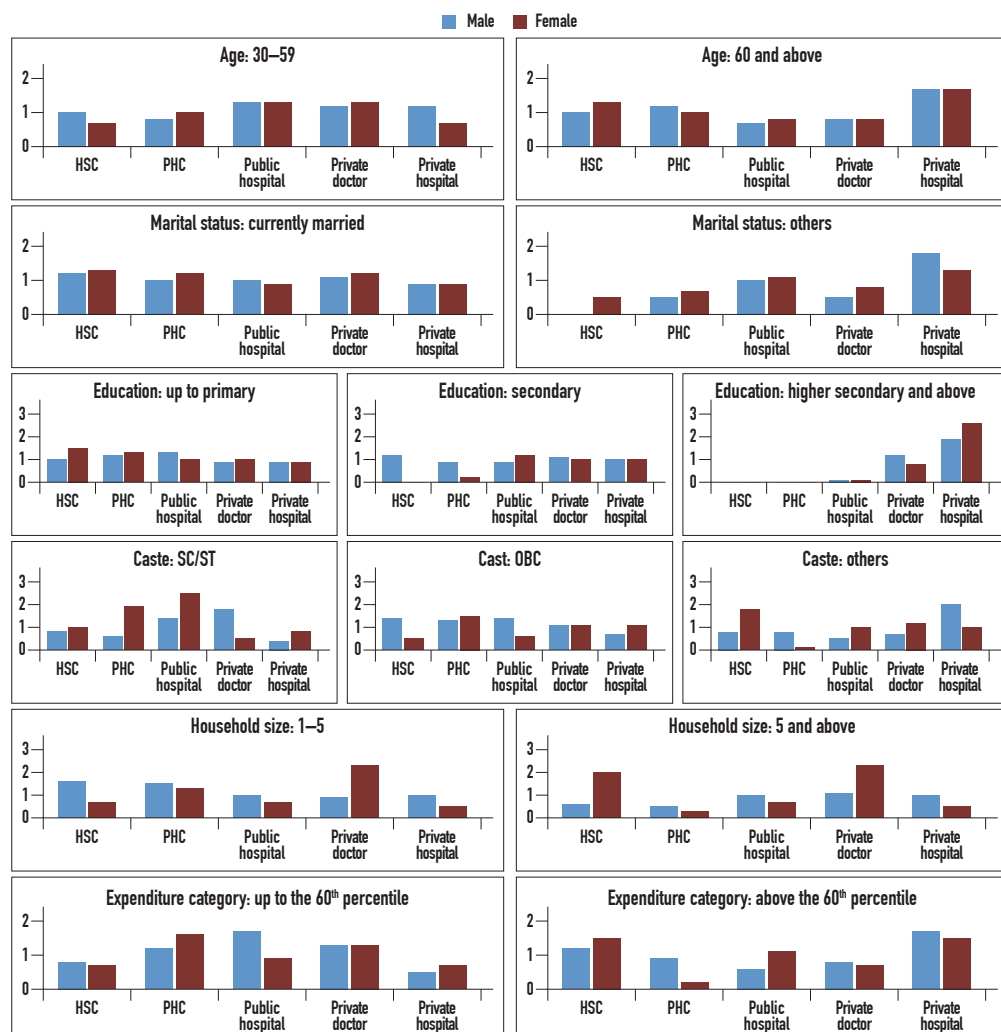 Male Female
Age: 30–59
2
1
0
HSC PHC Public hospital Private doctor Private hospital
Age: 60 and above
2
1
0
HSC PHC Public hospital Private doctor Private hospital
Marital status: currently married
2
1
0
HSC PHC Public hospital Private doctor Private hospital
Marital status: others
2
1
0
HSC PHC Public hospital Private doctor Private hospital
Education: up to primary
3
2
1
0
HSC PHC Public hospital Private doctor Private hospital
Education: secondary
3
2
1
0
HSC PHC Public hospital Private doctor Private hospital
Education: higher secondary and above
3
2
1
0
HSC PHC Public hospital Private doctor Private hospital
Caste: SC/ST
3
2
1
0
HSC PHC Public hospital Private doctor Private hospital
Cast: OBC
3
2
1
0
HSC PHC Public hospital Private doctor Private hospital
Caste: others
3
2
1
0
HSC PHC Public hospital Private doctor Private hospital
Household size: 1–5
3
2
1
0
HSC PHC Public hospital Private doctor Private hospital
Household size: 5 and above
3
2
1
0
HSC PHC Public hospital Private doctor Private hospital
Expenditure category: up to the 60th percentile
2
1
0
HSC PHC Public hospital Private doctor Private hospital
Expenditure category: above the 60th percentile
2
1
0
HSC PHC Public hospital Private doctor Private hospital